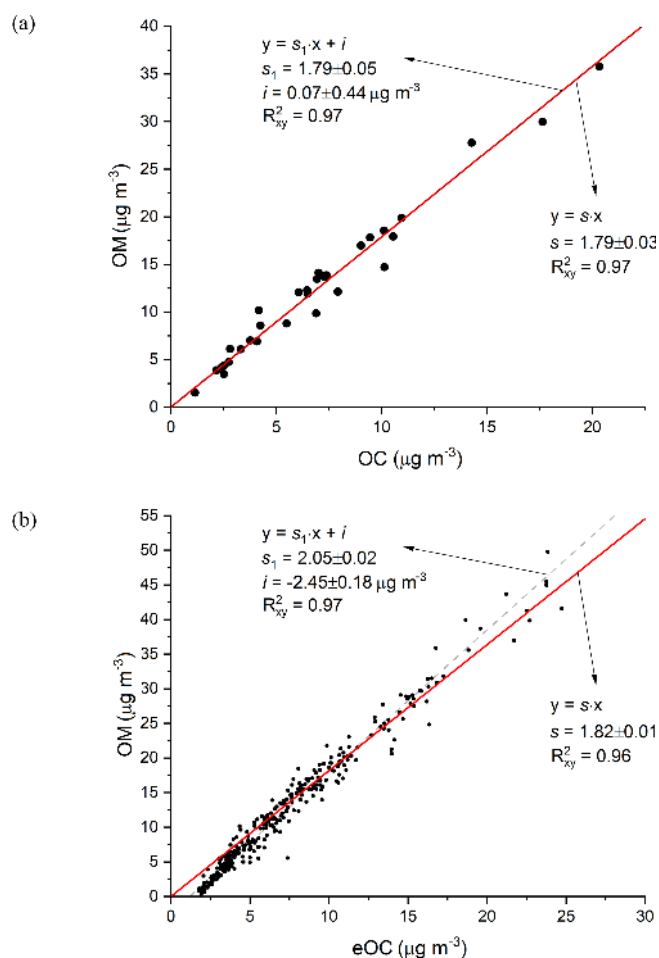 (a)
40
35
30
25
20
15
10
5
0
OM (μg m⁻³)
y = s₁·x + i
s₁ = 1.79±0.05
i = 0.07±0.44 μg m⁻³
R²xy = 0.97
y = s·x
s = 1.79±0.03
R²xy = 0.97
0 5 10 15 20
OC (μg m⁻³)
(b)
55
50
45
40
35
30
25
20
15
10
5
0
OM (μg m⁻³)
y = s₁·x + i
s₁ = 2.05±0.02
i = -2.45±0.18 μg m⁻³
R²xy = 0.97
y = s·x
s = 1.82±0.01
R²xy = 0.96
0 5 10 15 20 25 30
eOC (μg m⁻³)